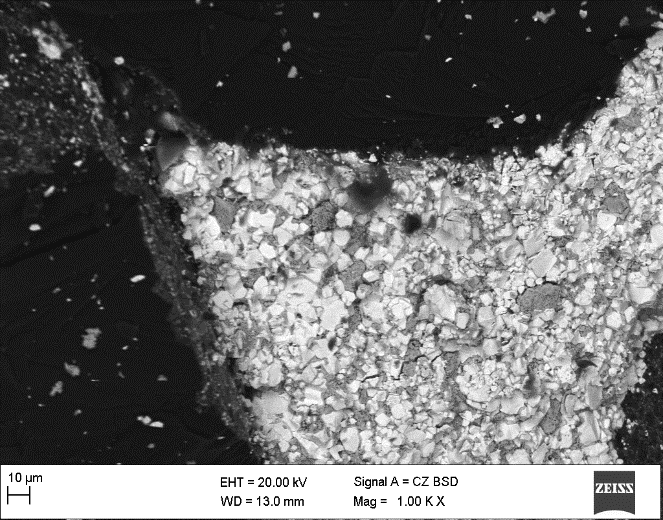 10 µm
EHT = 20.00 kV
Signal A = CZ BSD
WD = 13.0 mm
Mag = 1.00 K X
ZEISS